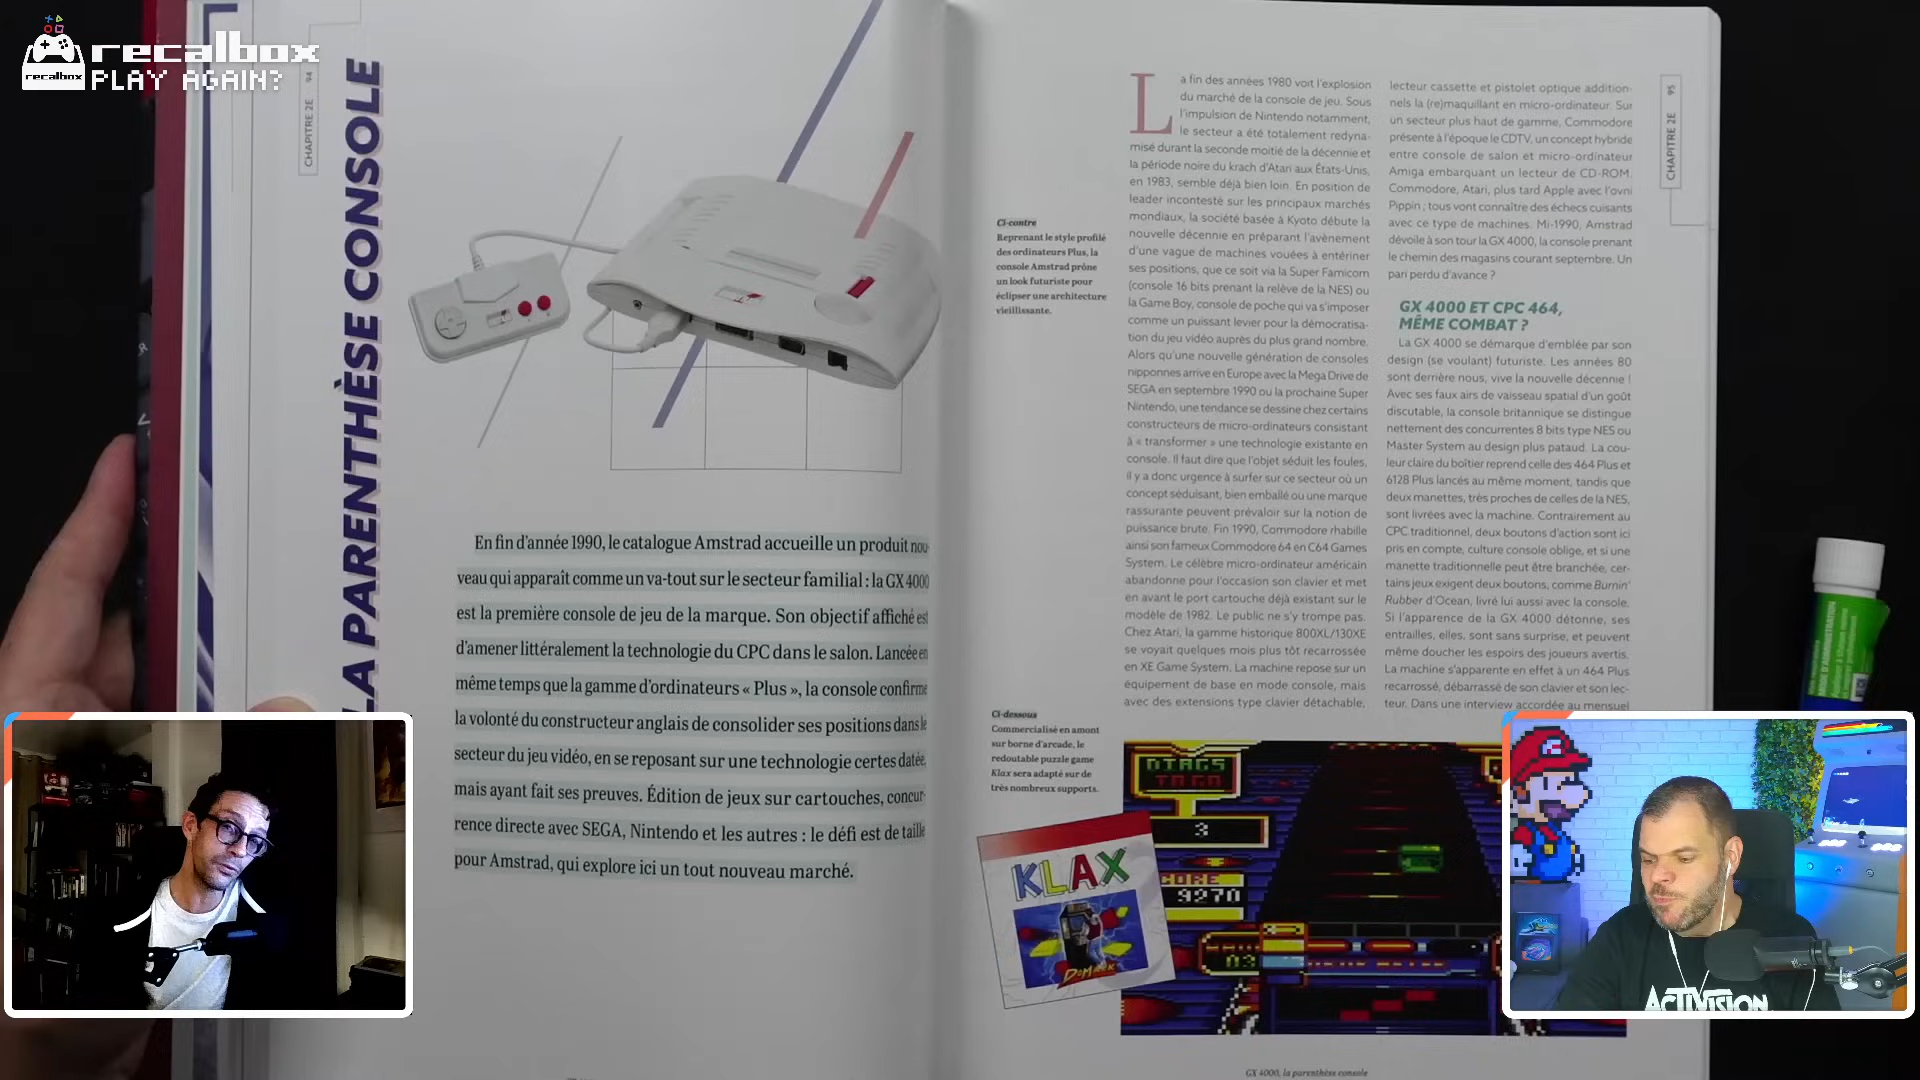 recalbox
PLAY AGAIN?
recalbox
CHAPITRE 2E 94
LA PARENTHÈSE CONSOLE
En fin d'année 1990, le catalogue Amstrad accueille un produit nou-
veau qui apparaît comme un va-tout sur le secteur familial : la GX 4000
est la première console de jeu de la marque. Son objectif affiché est
d'amener littéralement la technologie du CPC dans le salon. Lancée en
même temps que la gamme d'ordinateurs « Plus », la console confirme
la volonté du constructeur anglais de consolider ses positions dans le
secteur du jeu vidéo, en se reposant sur une technologie certes datée,
mais ayant fait ses preuves. Édition de jeux sur cartouches, concur-
rence directe avec SEGA, Nintendo et les autres : le défi est de taille
pour Amstrad, qui explore ici un tout nouveau marché.
Ci-contre
Reprenant le style profilé
des ordinateurs Plus, la
console Amstrad prône
un look futuriste pour
éclipser une architecture
vieillissante.
La fin des années 1980 voit l'explosion
du marché de la console de jeu. Sous
l'impulsion de Nintendo notamment,
le secteur a été totalement redyna-
misé durant la seconde moitié de la décennie et
la période noire du krach d'Atari aux États-Unis,
en 1983, semble déjà bien loin. En position de
leader incontesté sur les principaux marchés
mondiaux, la société basée à Kyoto débute la
nouvelle décennie en préparant l'avènement
d'une vague de machines vouées à entériner
ses positions, que ce soit via la Super Famicom
(console 16 bits prenant la relève de la NES) ou
la Game Boy, console de poche qui va s'imposer
comme un puissant levier pour la démocratisa-
tion du jeu vidéo auprès du plus grand nombre.
Alors qu'une nouvelle génération de consoles
nipponnes arrive en Europe avec la Mega Drive de
SEGA en septembre 1990 ou la prochaine Super
Nintendo, une tendance se dessine chez certains
constructeurs de micro-ordinateurs consistant
à « transformer » une technologie existante en
console. Il faut dire que l'objet séduit les foules,
il y a donc urgence à surfer sur ce secteur où un
concept séduisant, bien emballé ou une marque
rassurante peuvent prévaloir sur la notion de
puissance brute. Fin 1990, Commodore rhabille
ainsi son fameux Commodore 64 en C64 Games
System. Le célèbre micro-ordinateur américain
abandonne pour l'occasion son clavier et met
en avant le port cartouche déjà existant sur le
modèle de 1982. Le public ne s'y trompe pas.
Chez Atari, la gamme historique 800XL/130XE
se voyait quelques mois plus tôt recarrossée
en XE Game System. La machine repose sur un
équipement de base en mode console, mais
avec des extensions type clavier détachable,
lecteur cassette et pistolet optique addition-
nels la (re)maquillant en micro-ordinateur. Sur
un secteur plus haut de gamme, Commodore
présente à l'époque le CDTV, un concept hybride
entre console de salon et micro-ordinateur
Amiga embarquant un lecteur de CD-ROM.
Commodore, Atari, plus tard Apple avec l'ovni
Pippin ; tous vont connaître des échecs cuisants
avec ce type de machines. Mi-1990, Amstrad
dévoile à son tour la GX 4000, la console prenant
le chemin des magasins courant septembre. Un
pari perdu d'avance ?
GX 4000 ET CPC 464,
MÊME COMBAT ?
La GX 4000 se démarque d'emblée par son
design (se voulant) futuriste. Les années 80
sont derrière nous, vive la nouvelle décennie !
Avec ses faux airs de vaisseau spatial d'un goût
discutable, la console britannique se distingue
nettement des concurrentes 8 bits type NES ou
Master System au design plus pataud. La cou-
leur claire du boîtier reprend celle des 464 Plus et
6128 Plus lancés au même moment, tandis que
deux manettes, très proches de celles de la NES,
sont livrées avec la machine. Contrairement au
CPC traditionnel, deux boutons d'action sont ici
pris en compte, culture console oblige, et si une
manette traditionnelle peut être branchée, cer-
tains jeux exigent deux boutons, comme Burnin'
Rubber d'Ocean, livré lui aussi avec la console.
Si l'apparence de la GX 4000 détonne, ses
entrailles, elles, sont sans surprise, et peuvent
même doucher les espoirs des joueurs avertis.
La machine s'apparente en effet à un 464 Plus
recarrossé, débarrassé de son clavier et son lec-
teur. Dans une interview accordée au mensuel
CHAPITRE 2E 95
Ci-dessous
Commercialisé en amont
sur borne d'arcade, le
redoutable puzzle game
Klax sera adapté sur de
très nombreux supports.
KLAX
DOMARK
DIAGS
TO GO
3
SCORE
9270
03
GX 4000, la parenthèse console
ACTIVISION